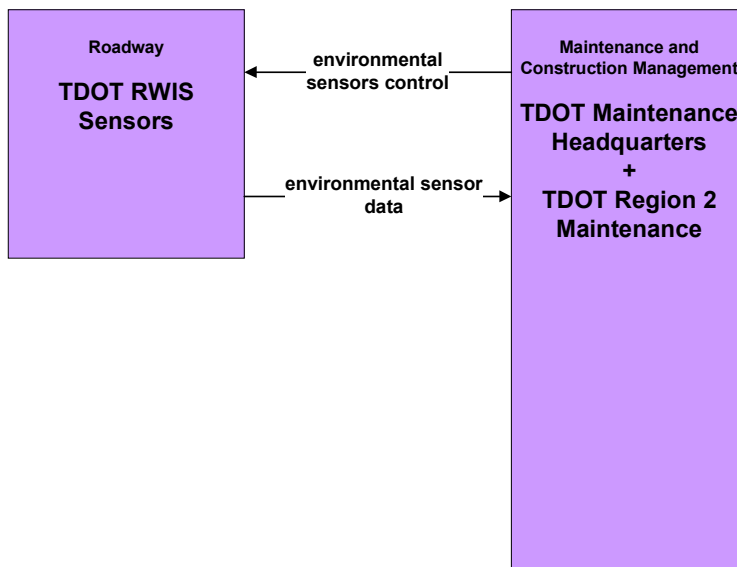 Roadway
TDOT RWIS
Sensors
environmental
sensors control
environmental sensor
data
Maintenance and
Construction Management
TDOT Maintenance
Headquarters
+
TDOT Region 2
Maintenance